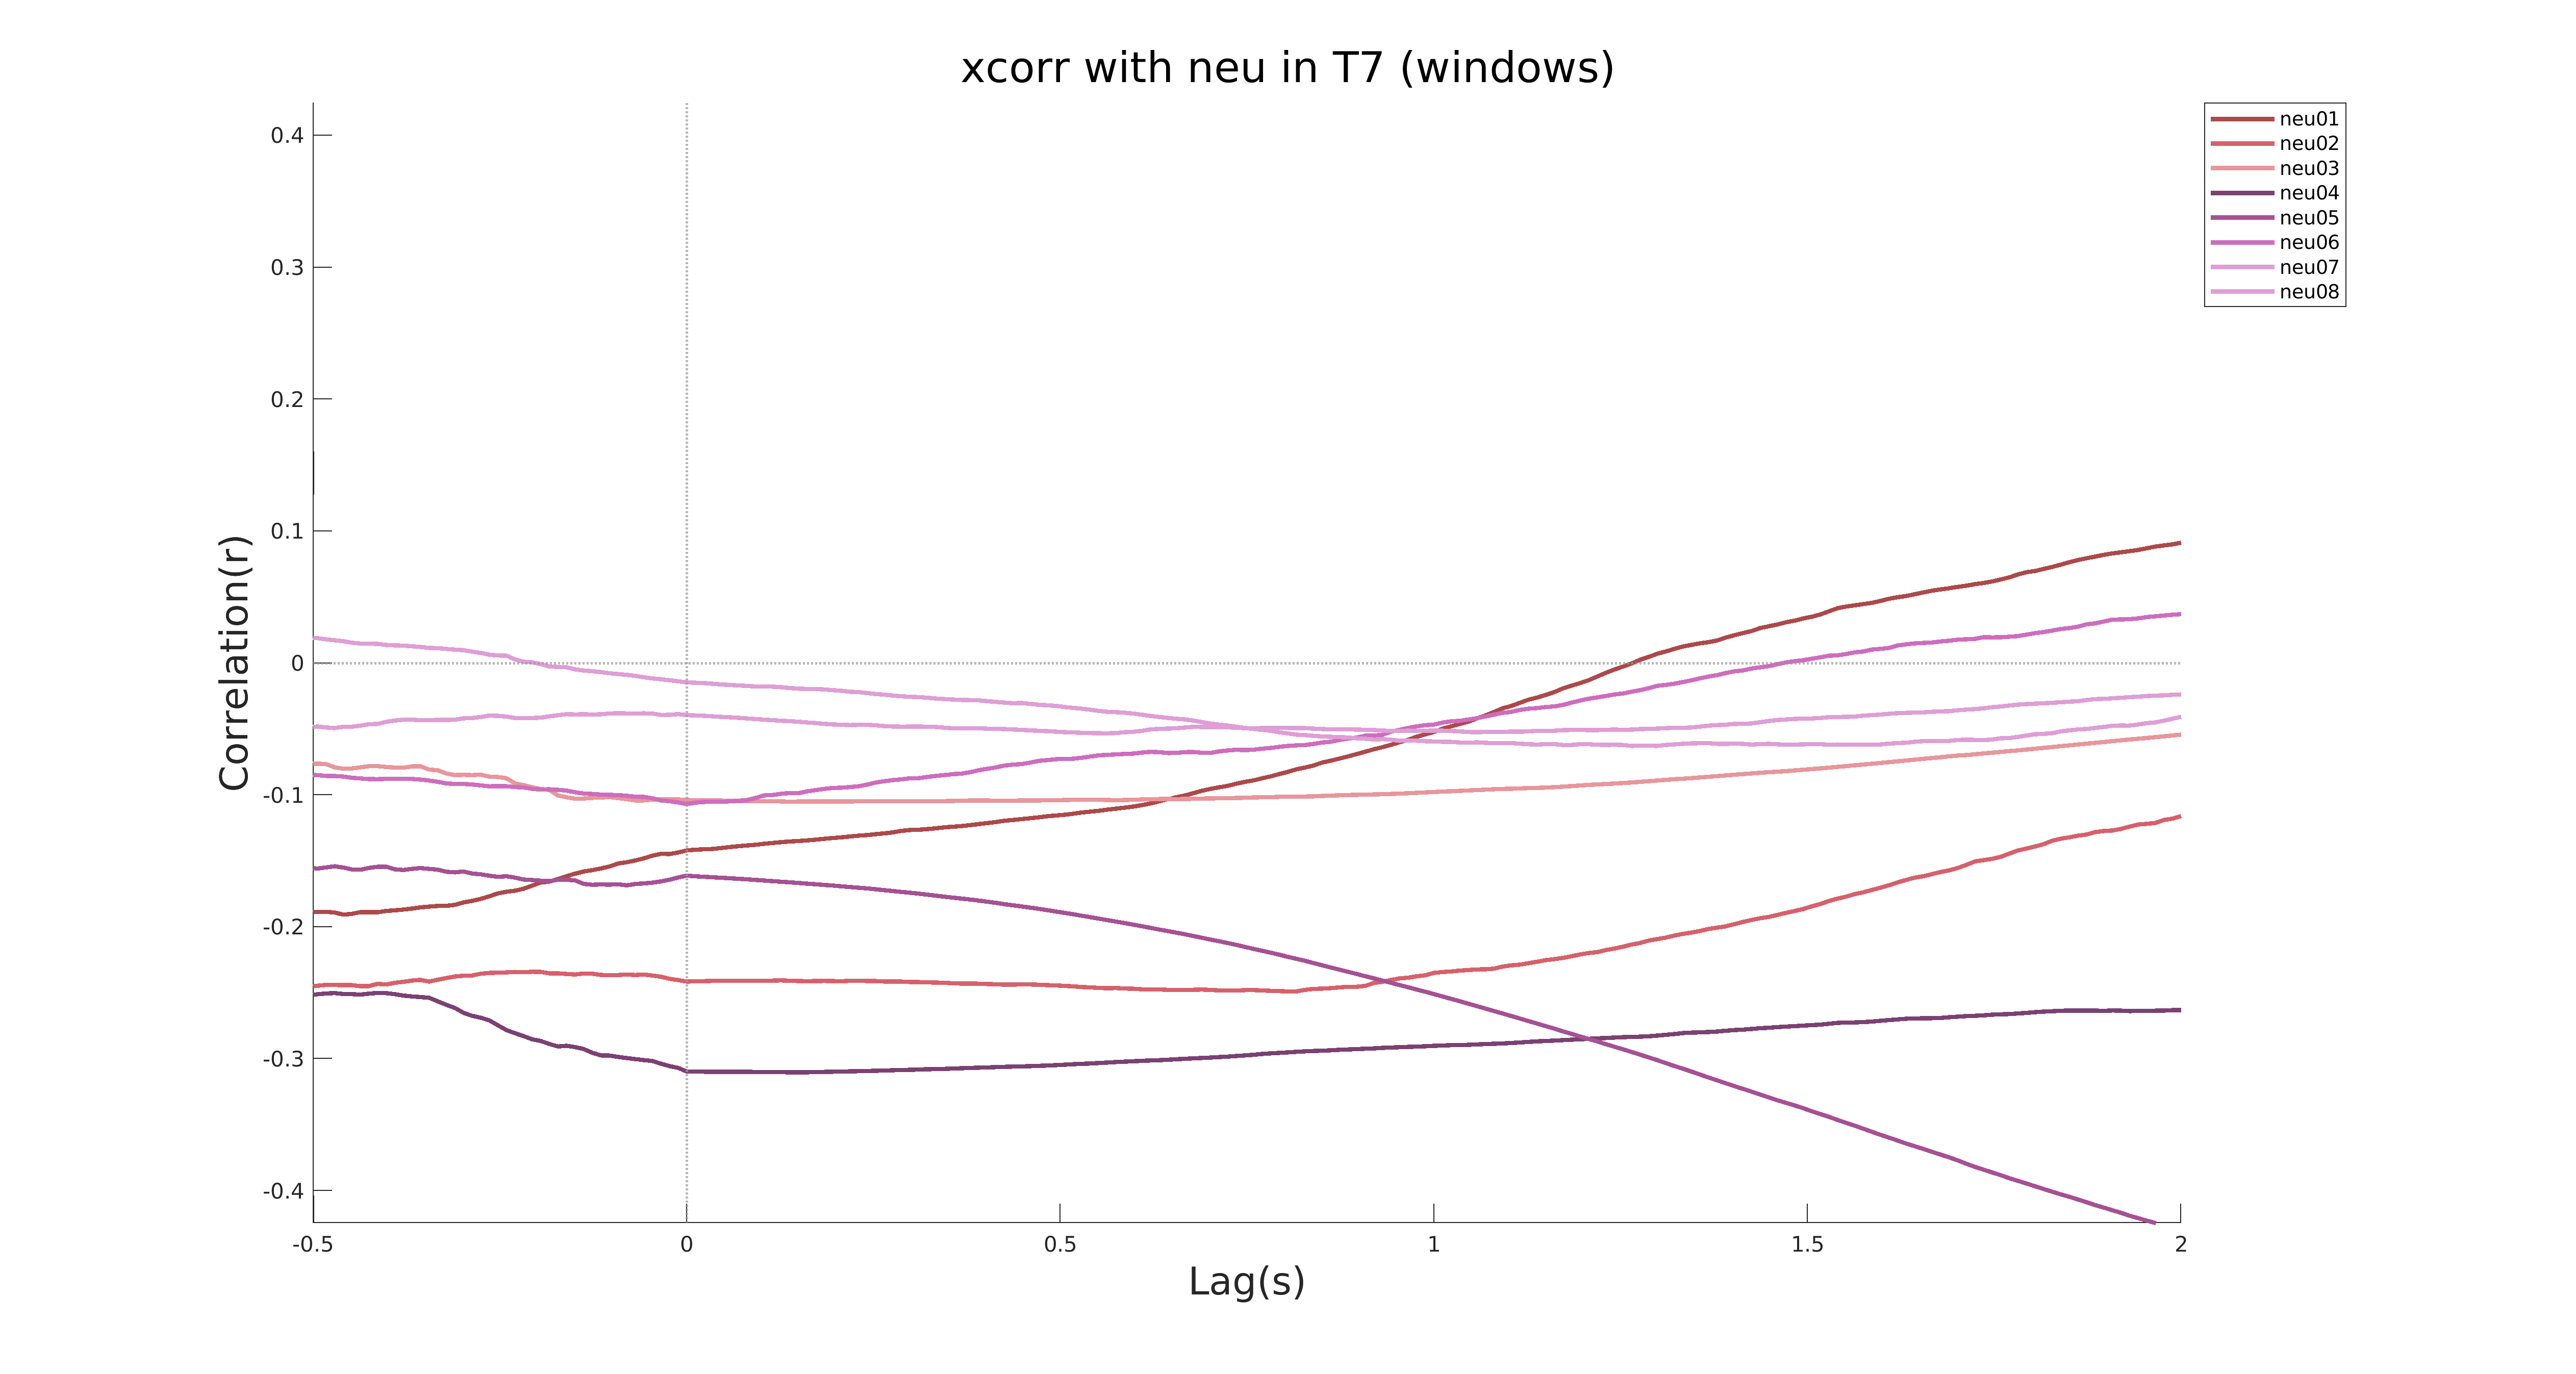 xcorr with neu in T7 (windows)
neu01
neu02
neu03
neu04
neu05
neu06
neu07
neu08
Correlation(r)
0.4
0.3
0.2
0.1
0
-0.1
-0.2
-0.3
-0.4
-0.5
0
0.5
1
1.5
2
Lag(s)